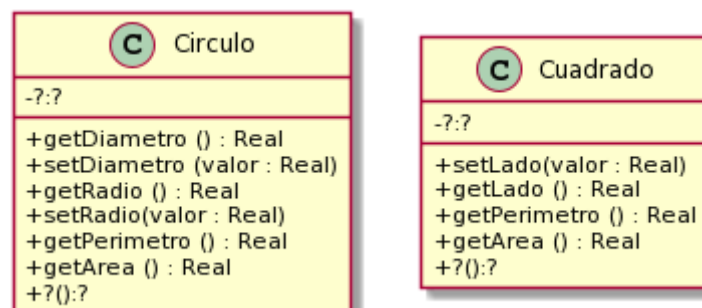 C Circulo
-?:?
+getDiametro () : Real
+setDiametro (valor : Real)
+getRadio () : Real
+setRadio(valor : Real)
+getPerimetro () : Real
+getArea () : Real
+?():?
C Cuadrado
-?:?
+setLado(valor : Real)
+getLado () : Real
+getPerimetro () : Real
+getArea () : Real
+?():?